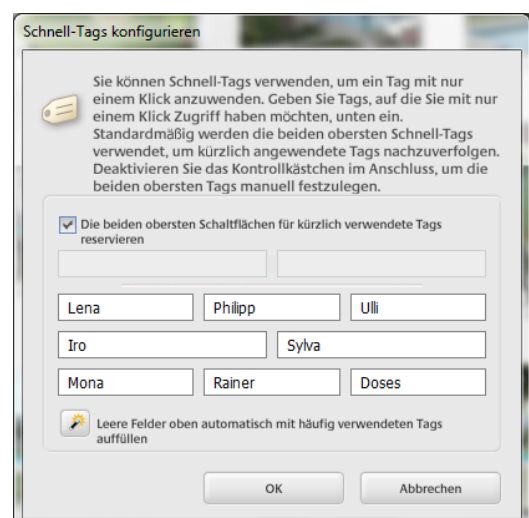 Schnell-Tags konfigurieren
Sie können Schnell-Tags verwenden, um ein Tag mit nur
einem Klick anzuwenden. Geben Sie Tags, auf die Sie mit nur
einem Klick Zugriff haben möchten, unten ein.
Standardmäßig werden die beiden obersten Schnell-Tags
verwendet, um kürzlich angewendete Tags nachzuverfolgen.
Deaktivieren Sie das Kontrollkästchen im Anschluss, um die
beiden obersten Tags manuell festzulegen.
Die beiden obersten Schaltflächen für kürzlich verwendete Tags
reservieren
Lena Philipp Ulli
Iro Sylva
Mona Rainer Doses
Leere Felder oben automatisch mit häufig verwendeten Tags
auffüllen
OK Abbrechen